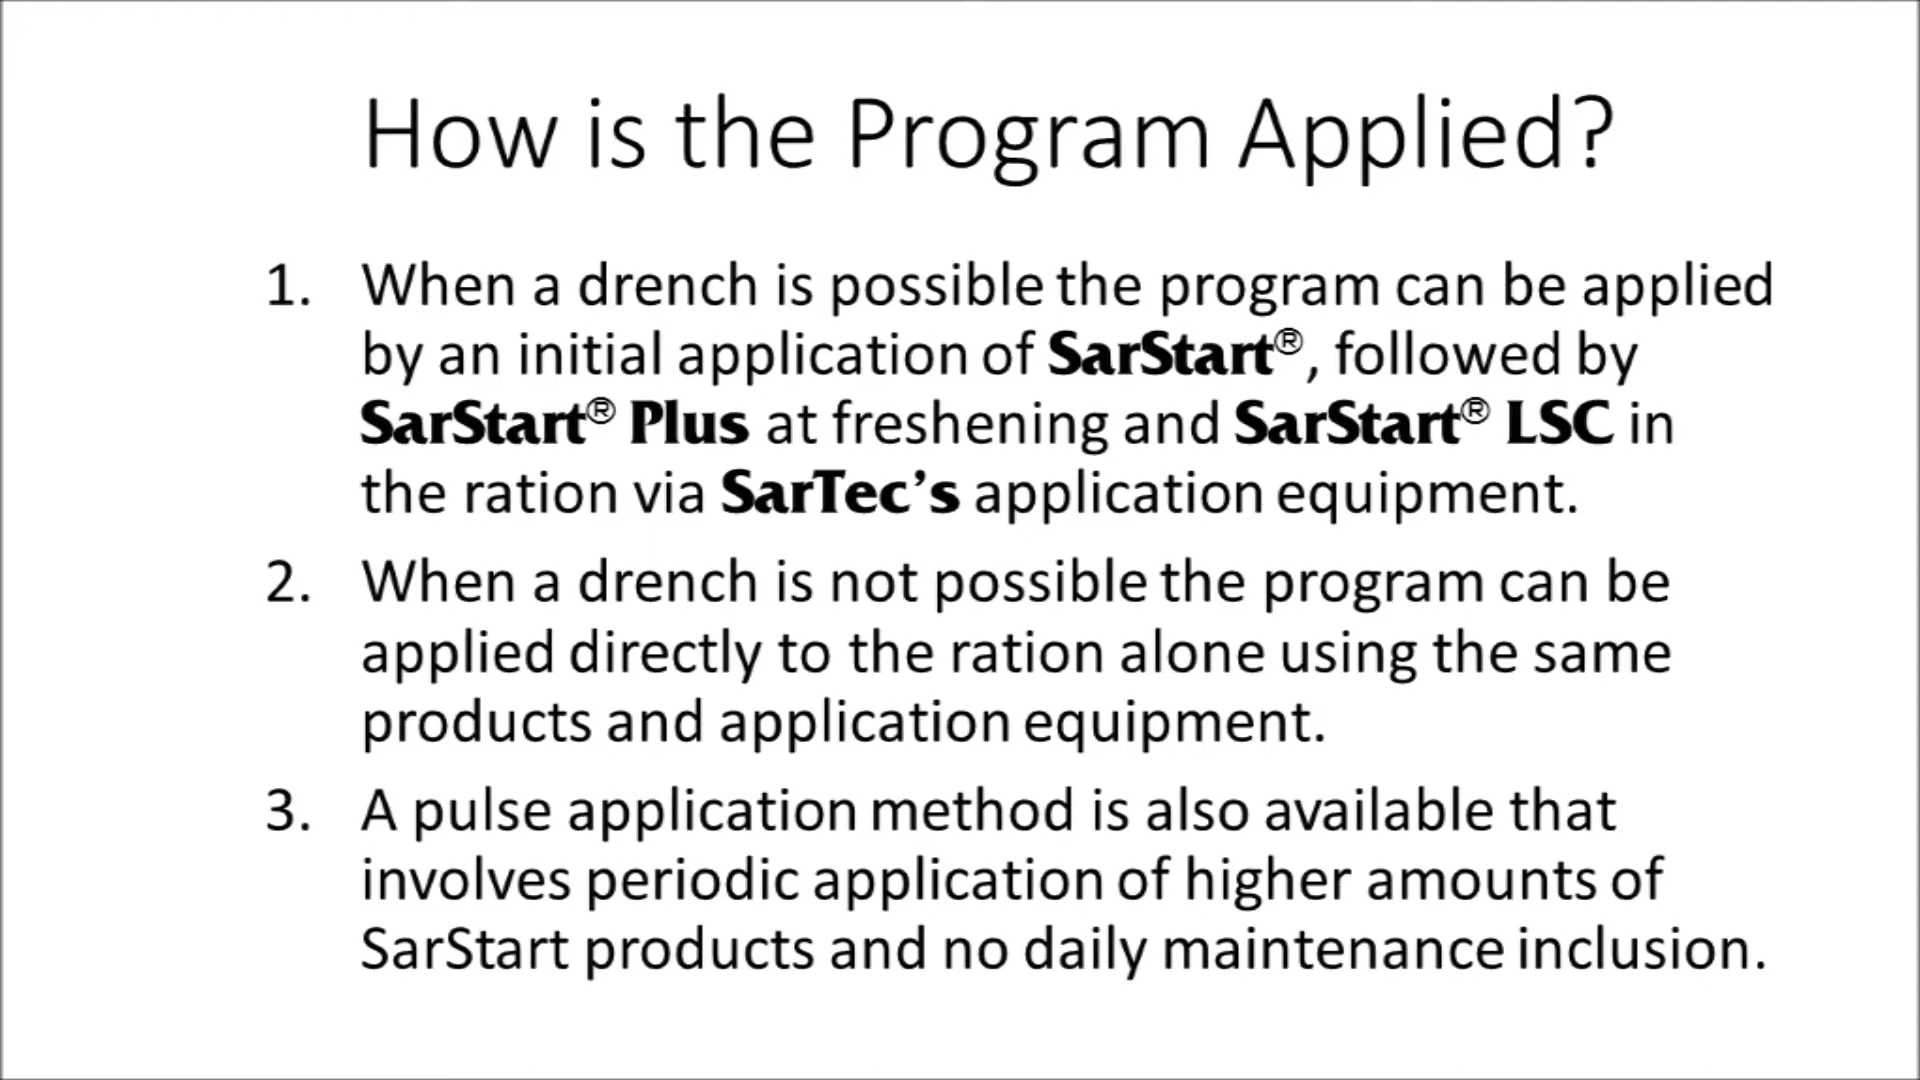 How is the Program Applied?
1. When a drench is possible the program can be applied
by an initial application of SarStart®, followed by
SarStart® Plus at freshening and SarStart® LSC in
the ration via SarTec’s application equipment.
2. When a drench is not possible the program can be
applied directly to the ration alone using the same
products and application equipment.
3. A pulse application method is also available that
involves periodic application of higher amounts of
SarStart products and no daily maintenance inclusion.